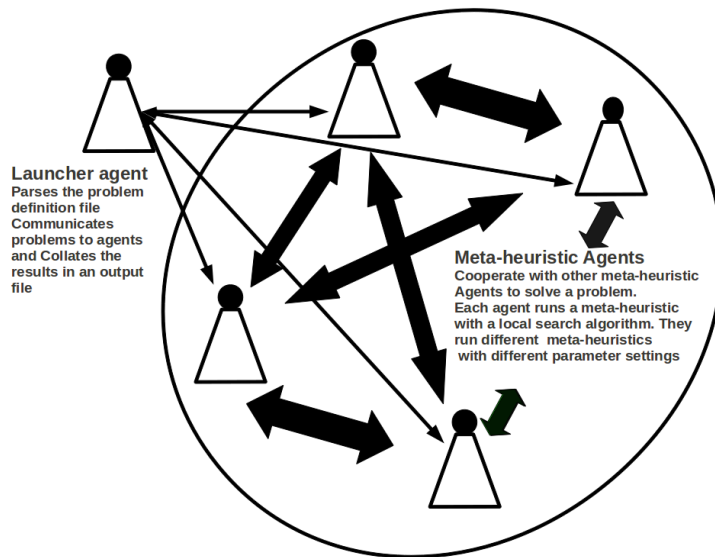 Launcher agent
Parses the problem
definition file
Communicates
problems to agents
and Collates the
results in an output
file
Meta-heuristic Agents
Cooperate with other meta-heuristic
Agents to solve a problem.
Each agent runs a meta-heuristic
with a local search algorithm. They
run different meta-heuristics
with different parameter settings